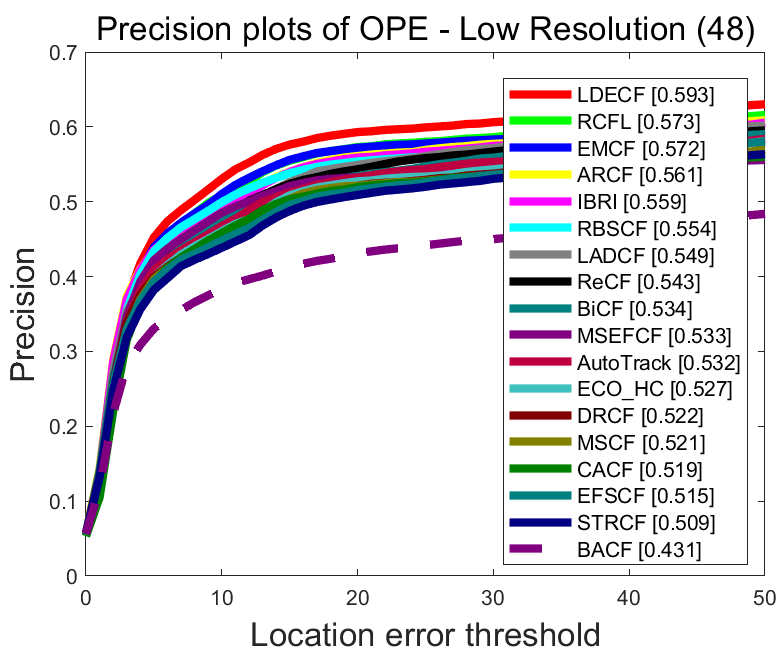 Precision plots of OPE - Low Resolution (48)
0.7
0.6
0.5
0.4
0.3
0.2
0.1
0
Precision
LDECF [0.593]
RCFL [0.573]
EMCF [0.572]
ARCF [0.561]
IBRI [0.559]
RBSCF [0.554]
LADCF [0.549]
ReCF [0.543]
BiCF [0.534]
MSEFCF [0.533]
AutoTrack [0.532]
ECO_HC [0.527]
DRCF [0.522]
MSCF [0.521]
CACF [0.519]
EFSCF [0.515]
STRCF [0.509]
BACF [0.431]
0 10 20 30 40 50
Location error threshold